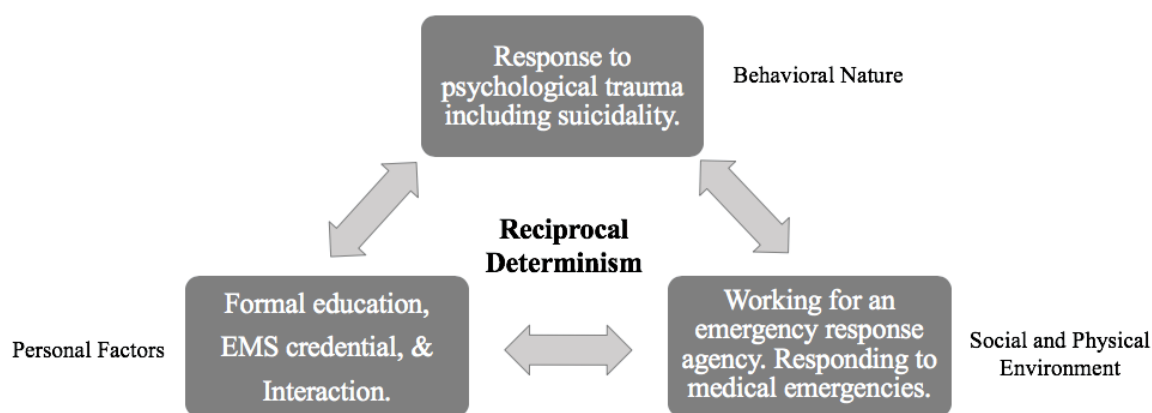 Response to
psychological trauma
including suicidality.
Behavioral Nature
Reciprocal
Determinism
Formal education,
EMS credential, &
Interaction.
Personal Factors
Working for an
emergency response
agency. Responding to
medical emergencies.
Social and Physical
Environment